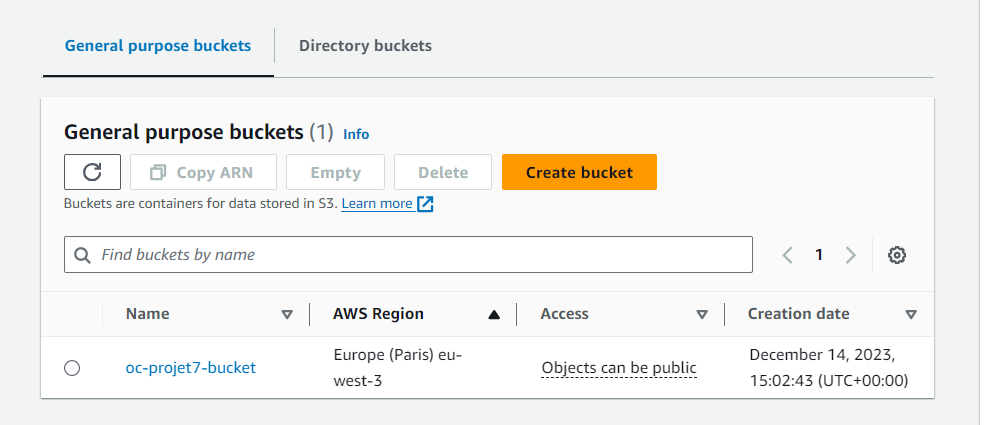 General purpose buckets Directory buckets
General purpose buckets (1) Info
Copy ARN Empty Delete Create bucket
Buckets are containers for data stored in S3. Learn more
Find buckets by name 1
Name AWS Region Access Creation date
oc-projet7-bucket
Europe (Paris) eu-
west-3
Objects can be public
December 14, 2023,
15:02:43 (UTC+00:00)